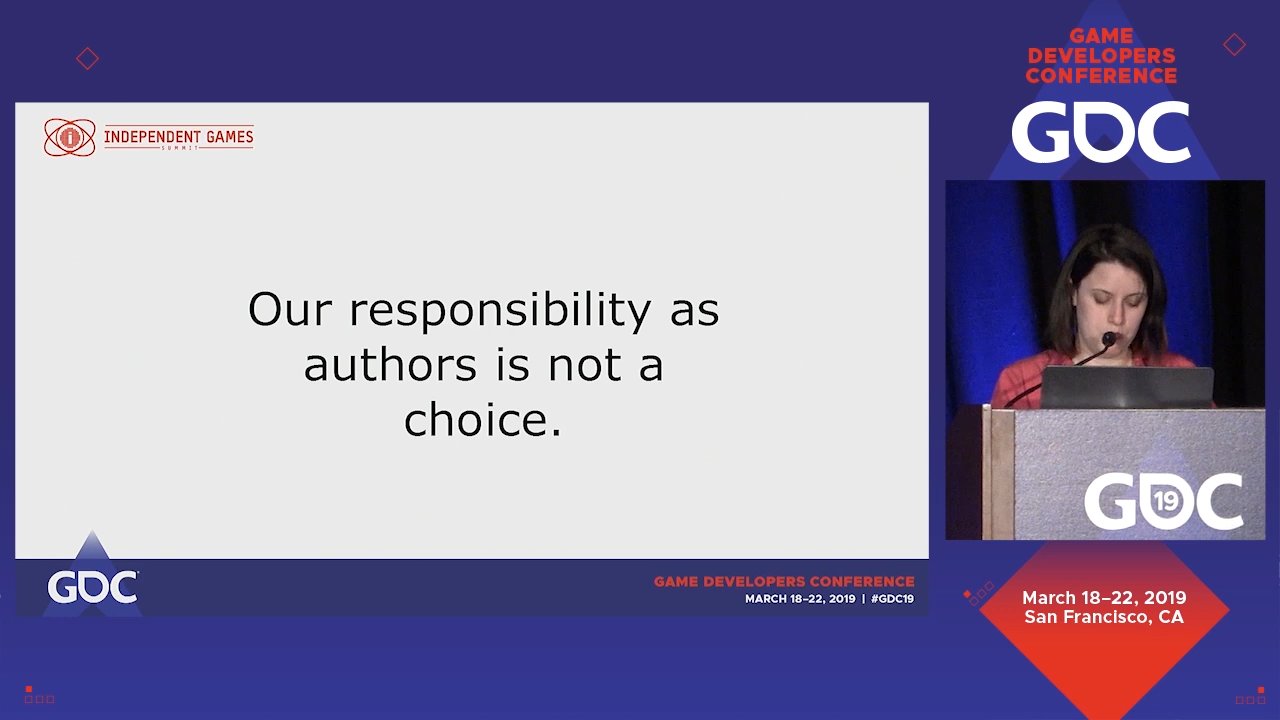 INDEPENDENT GAMES
SUMMIT
Our responsibility as
authors is not a
choice.
GDC
GAME DEVELOPERS CONFERENCE
MARCH 18–22, 2019 | #GDC19
GAME
DEVELOPERS
CONFERENCE
GDC
GDC
19
March 18–22, 2019
San Francisco, CA